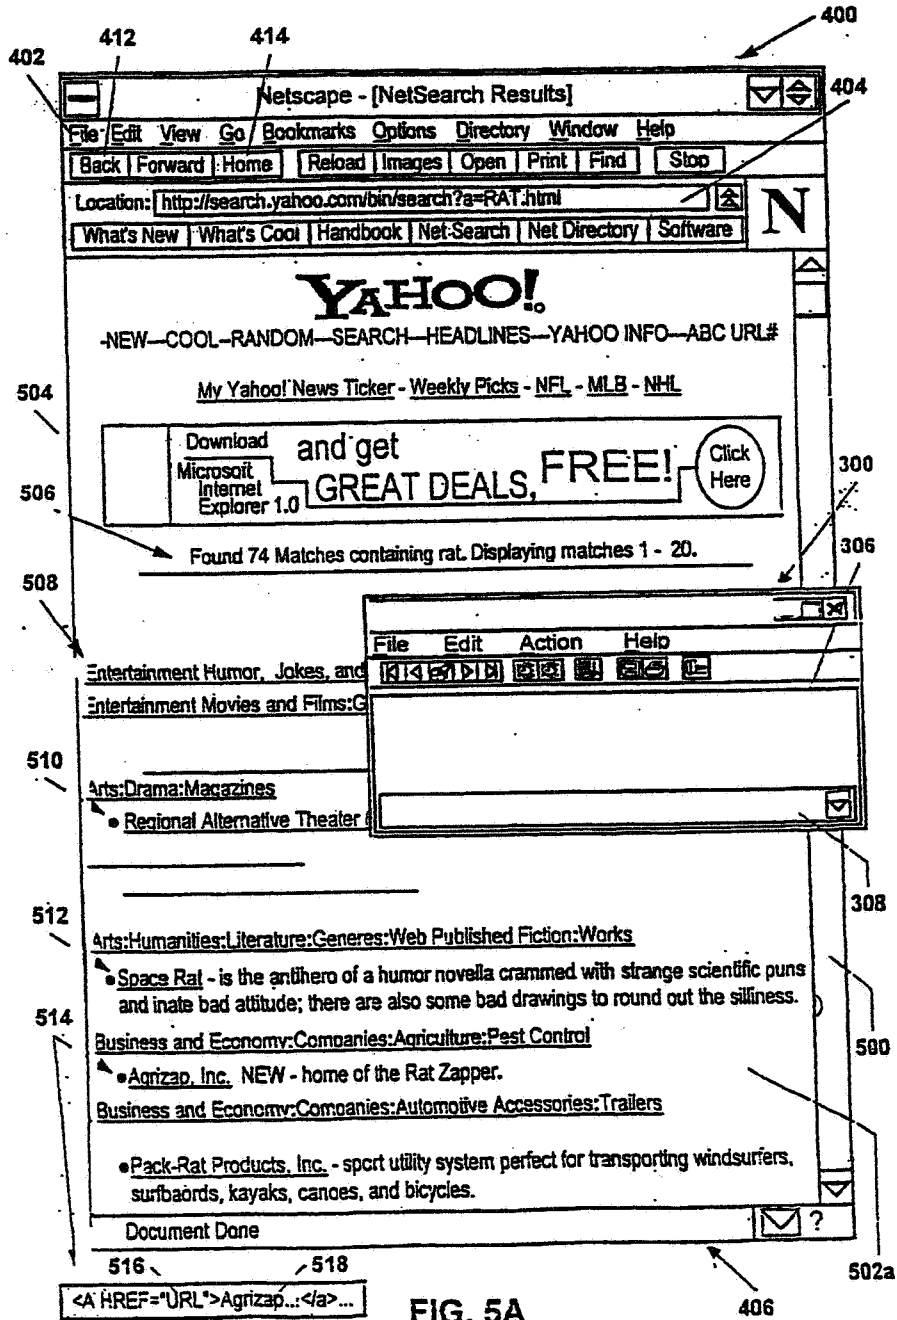 400
412
414
402
Netscape - [NetSearch Results]
404
File Edit View Go Bookmarks Options Directory Window Help
Back Forward Home Reload Images Open Print Find Stop
Location: http://search.yahoo.com/bin/search?a=RAT.html
N
What's New What's Cool Handbook Net Search Net Directory Software
YAHOO!
-NEW—COOL–RANDOM—SEARCH—HEADLINES—YAHOO INFO—ABC URL#
My Yahoo! News Ticker - Weekly Picks - NFL - MLB - NHL
504
Download
Microsoft
Internet
Explorer 1.0
and get
GREAT DEALS, FREE!
Click
Here
300
506
Found 74 Matches containing rat. Displaying matches 1 - 20.
306
508
File Edit Action Help
Entertainment Humor, Jokes, and
Entertainment Movies and Films:G
510
Arts:Drama:Magazines
• Regional Alternative Theater
308
512
Arts:Humanities:Literature:Generes:Web Published Fiction:Works
• Space Rat - is the antihero of a humor novella crammed with strange scientific puns
and inate bad attitude; there are also some bad drawings to round out the silliness.
514
500
Business and Economy:Companies:Agriculture:Pest Control
• Agrizap, Inc. NEW - home of the Rat Zapper.
Business and Economy:Companies:Automotive Accessories:Trailers
• Pack-Rat Products, Inc. - sport utility system perfect for transporting windsurfers,
surfbaords, kayaks, canoes, and bicycles.
Document Done
?
516
518
502a
<A HREF="URL">Agrizap...</a>...
FIG. 5A
406